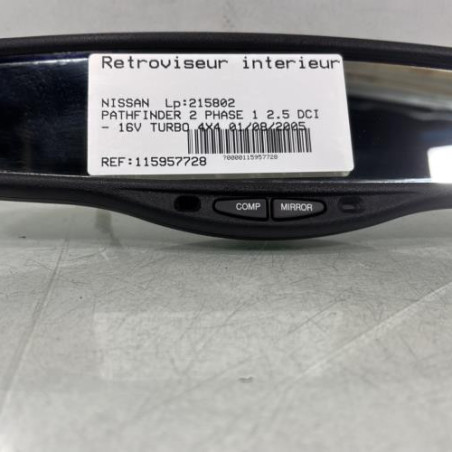 Retroviseur interieur
NISSAN Lp:215802
PATHFINDER 2 PHASE 1 2.5 DCI
- 16V TURBO 4X4 01/08/2005
REF:115957728
70000115957728
COMP
MIRROR